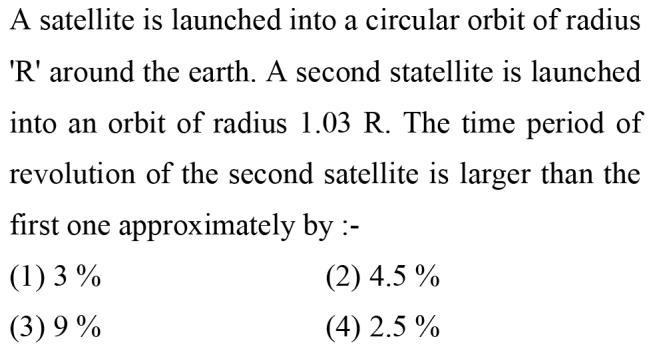 A satellite is launched into a circular orbit of radius
'R' around the earth. A second statellite is launched
into an orbit of radius 1.03 R. The time period of
revolution of the second satellite is larger than the
first one approximately by :-
(1) 3 % (2) 4.5 %
(3) 9 % (4) 2.5 %